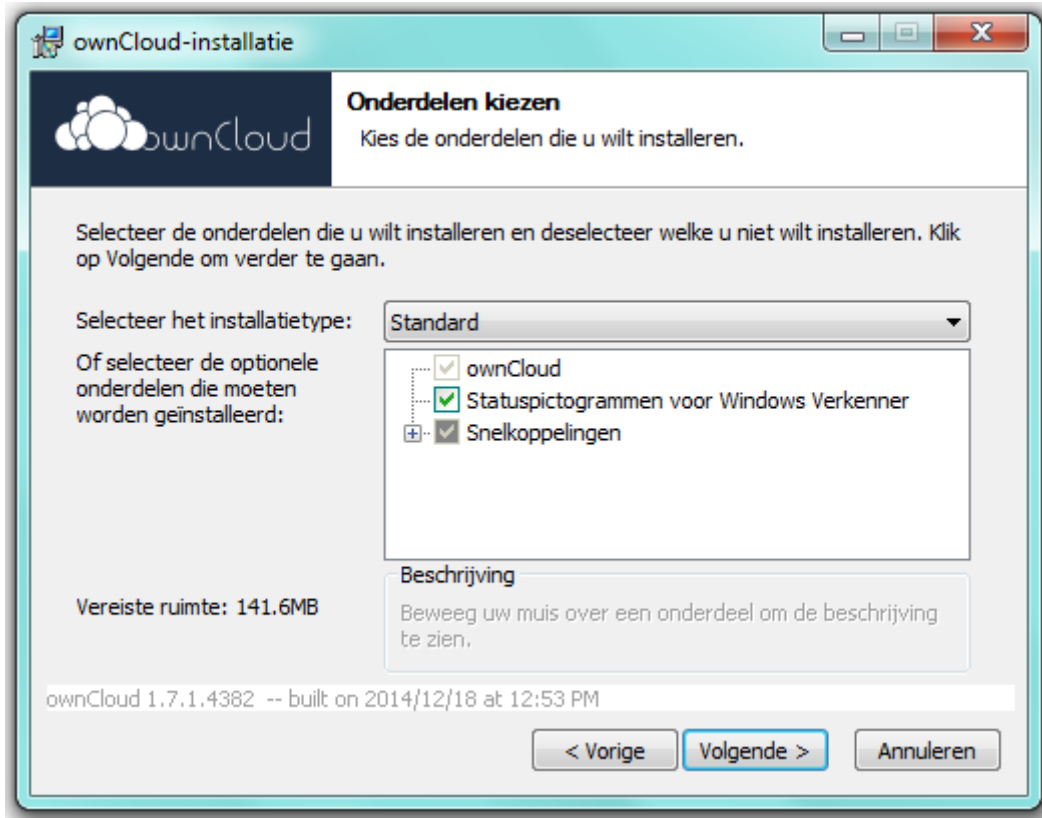 ownCloud-installatie
ownCloud
Onderdelen kiezen
Kies de onderdelen die u wilt installeren.
Selecteer de onderdelen die u wilt installeren en deselecteer welke u niet wilt installeren. Klik
op Volgende om verder te gaan.
Selecteer het installatietype:
Standard
Of selecteer de optionele
onderdelen die moeten
worden geïnstalleerd:
ownCloud
Statuspictogrammen voor Windows Verkenner
Snelkoppelingen
Vereiste ruimte: 141.6MB
Beschrijving
Beweeg uw muis over een onderdeel om de beschrijving
te zien.
ownCloud 1.7.1.4382 -- built on 2014/12/18 at 12:53 PM
< Vorige
Volgende >
Annuleren